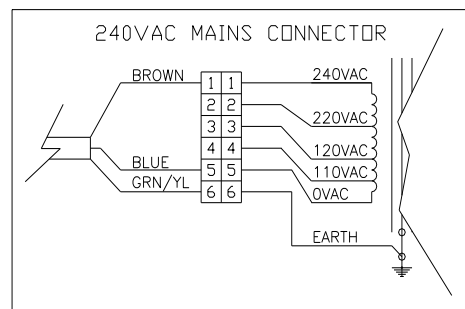 240VAC MAINS CONNECTOR
BROWN
1 1
240VAC
2 2
220VAC
3 3
120VAC
4 4
110VAC
BLUE
5 5
0VAC
GRN/YL
6 6
EARTH